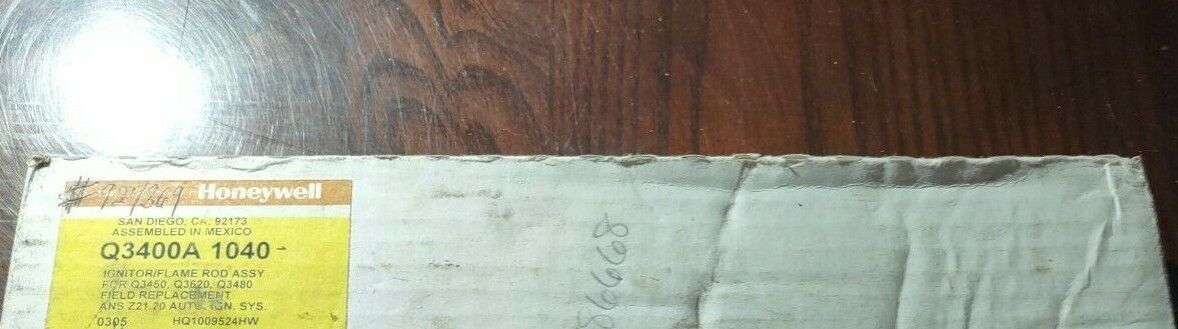 # 927369 Honeywell
SAN DIEGO, CA. 92173
ASSEMBLED IN MEXICO
Q3400A 1040
IGNITOR/FLAME ROD ASSY
FOR Q3450, Q3620, Q3480
FIELD REPLACEMENT
ANS Z21.20 AUTO. IGN. SYS.
0305 HQ1009524HW
866668